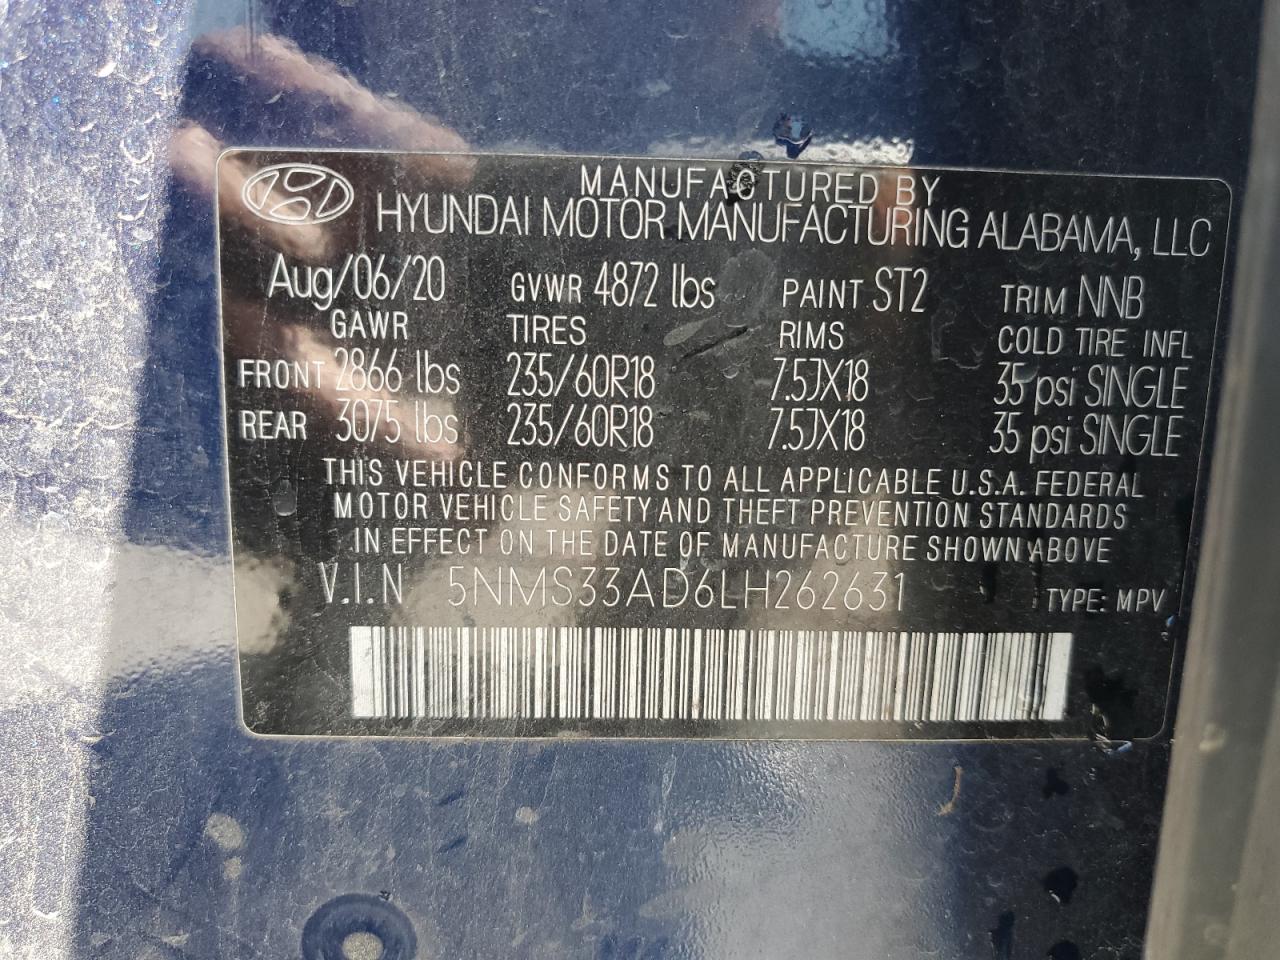 MANUFACTURED BY
HYUNDAI MOTOR MANUFACTURING ALABAMA, LLC
Aug/06/20 GVWR 4872 lbs PAINT ST2 TRIM NNB
GAWR TIRES RIMS COLD TIRE INFL
FRONT 2866 lbs 235/60R18 7.5JX18 35 psi SINGLE
REAR 3075 lbs 235/60R18 7.5JX18 35 psi SINGLE
THIS VEHICLE CONFORMS TO ALL APPLICABLE U.S.A. FEDERAL
MOTOR VEHICLE SAFETY AND THEFT PREVENTION STANDARDS
IN EFFECT ON THE DATE OF MANUFACTURE SHOWN ABOVE
V.I.N 5NMS33AD6LH262631 TYPE: MPV